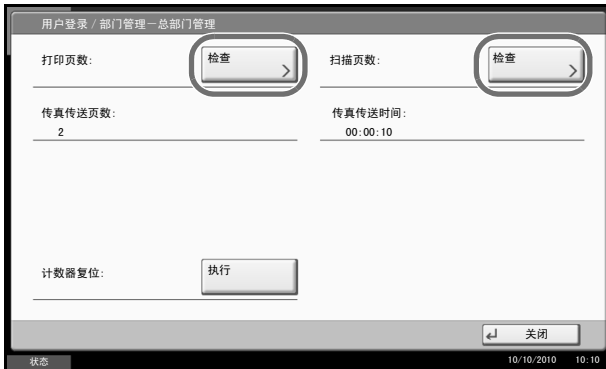 用户登录 / 部门管理－总部门管理
打印页数: 检查 扫描页数: 检查
传真传送页数: 传真传送时间:
2 00:00:10
计数器复位: 执行
关闭
状态 10/10/2010 10:10